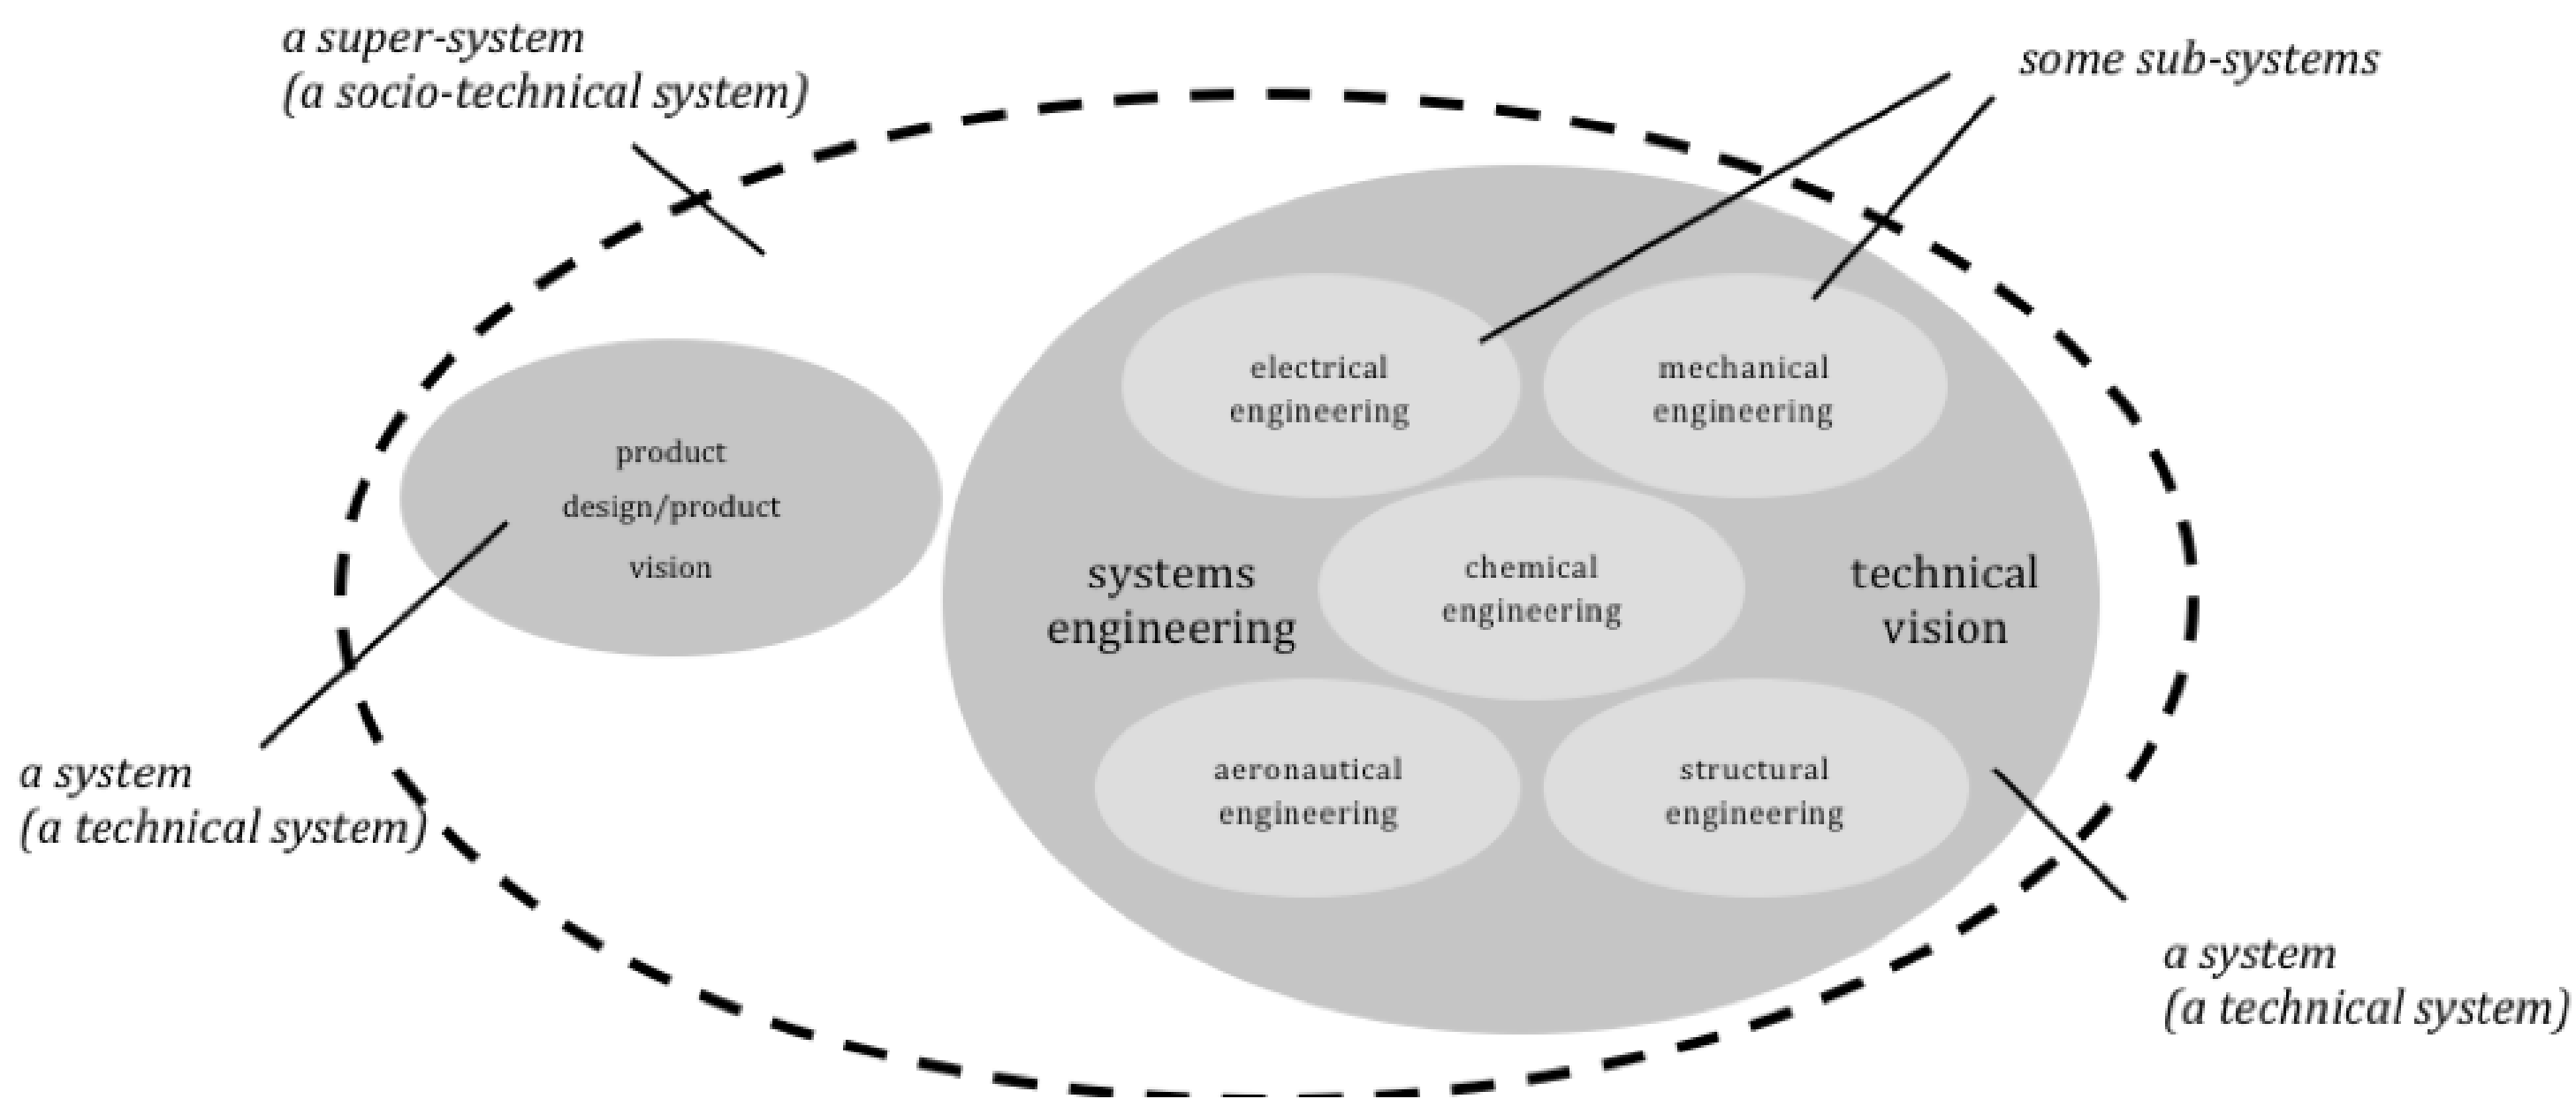 a super-system
(a socio-technical system)
some sub-systems
electrical
engineering
mechanical
engineering
product
design/product
vision
systems
engineering
chemical
engineering
technical
vision
aeronautical
engineering
structural
engineering
a system
(a technical system)
a system
(a technical system)